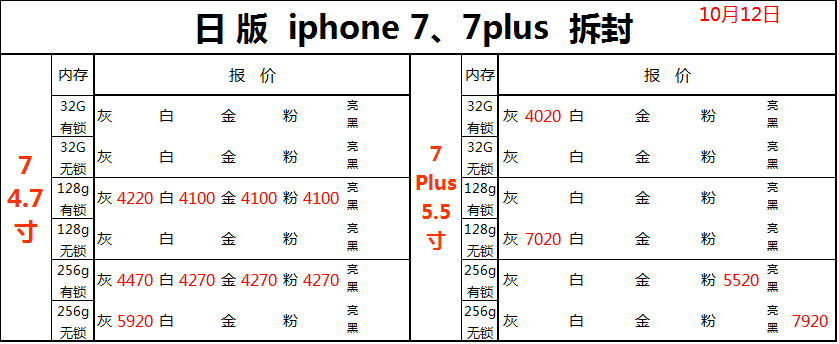 日版 iphone 7、7plus 拆封 10月12日
内存 报价 内存 报价
32G 有锁 灰 白 金 粉 亮黑 32G 有锁 灰 4020 白 金 粉 亮黑
32G 无锁 灰 白 金 粉 亮黑 32G 无锁 灰 白 金 粉 亮黑
7 4.7寸 7 Plus 5.5寸
128g 有锁 灰 4220 白 4100 金 4100 粉 4100 亮黑 128g 有锁 灰 白 金 粉 亮黑
128g 无锁 灰 白 金 粉 亮黑 128g 无锁 灰 7020 白 金 粉 亮黑
256g 有锁 灰 4470 白 4270 金 4270 粉 4270 亮黑 256g 有锁 灰 白 金 粉 5520 亮黑
256g 无锁 灰 5920 白 金 粉 亮黑 256g 无锁 灰 白 金 粉 亮黑 7920